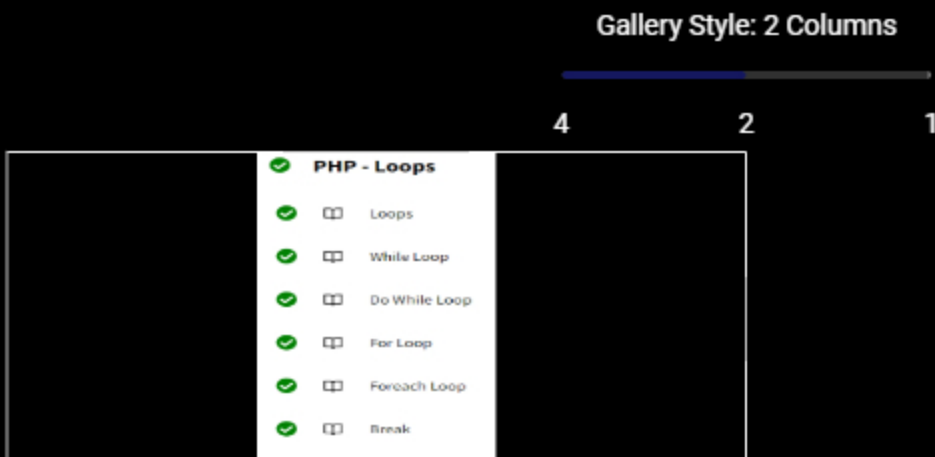 Gallery Style: 2 Columns
4 2 1
PHP - Loops
Loops
While Loop
Do While Loop
For Loop
Foreach Loop
Break